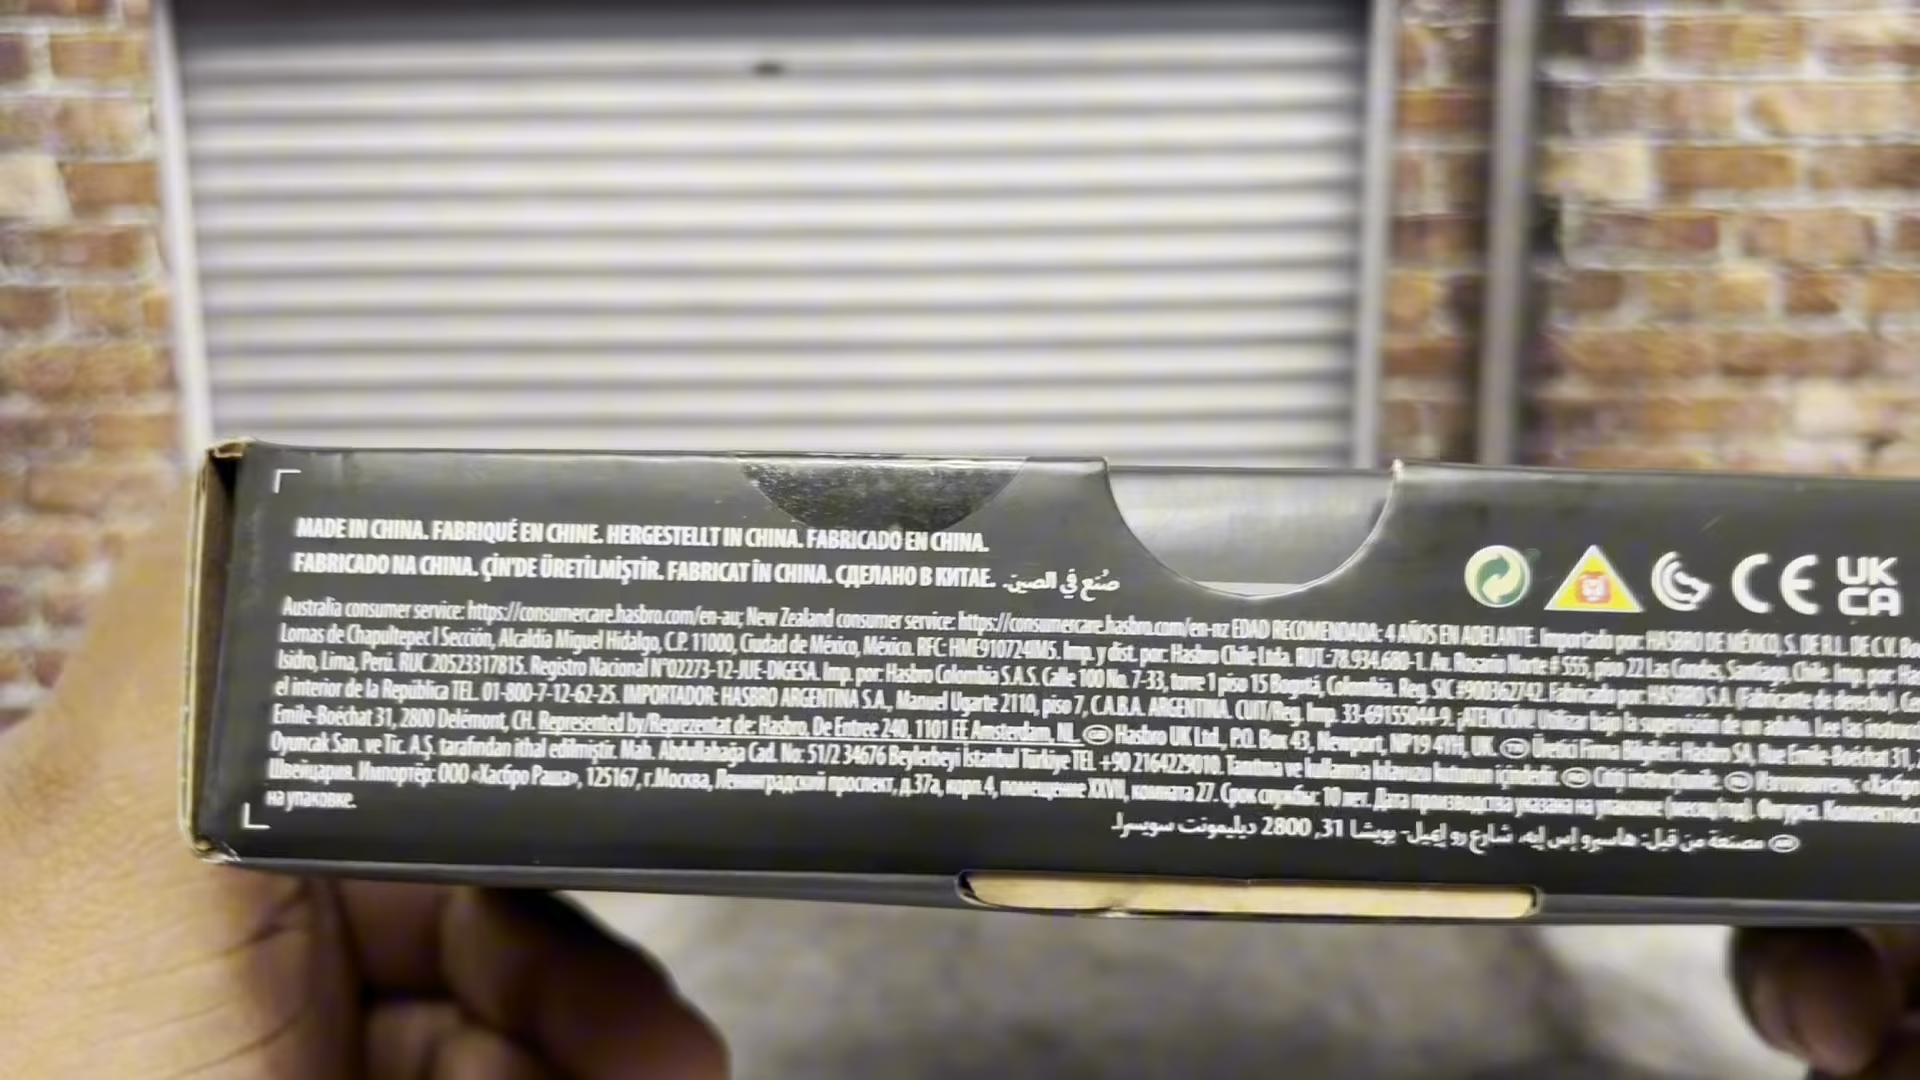 MADE IN CHINA. FABRIQUÉ EN CHINE. HERGESTELLT IN CHINA. FABRICADO EN CHINA.
FABRICADO NA CHINA. ÇİN'DE ÜRETİLMİŞTİR. FABRICAT ÎN CHINA. СДЕЛАНО В КИТАЕ. صُنع في الصين.
CE UK CA
Australia consumer service: https://consumercare.hasbro.com/en-au; New Zealand consumer service: https://consumercare.hasbro.com/en-nz EDAD RECOMENDADA: 4 AÑOS EN ADELANTE. Importado por: HASBRO DE MÉXICO, S. DE R.L. DE C.V.
Lomas de Chapultepec I Sección, Alcaldía Miguel Hidalgo, C.P. 11000, Ciudad de México, México. RFC: HME910724IM5. Imp. y dist. por: Hasbro Chile Ltda. RUT:78.934.680-1. Av. Rosario Norte # 555, piso 22 Las Condes, Santiago, Chile. Imp. por:
Isidro, Lima, Perú. RUC 20523317815. Registro Nacional N°02273-12-JUE-DIGESA. Imp. por: Hasbro Colombia S.A.S. Calle 100 No. 7-33, torre 1 piso 15 Bogotá, Colombia. Reg. SIC #900362742. Fabricado por: HASBRO S.A. (Fabricante de derecho),
el interior de la República TEL. 01-800-7-12-62-25. IMPORTADOR: HASBRO ARGENTINA S.A., Manuel Ugarte 2110, piso 7, C.A.B.A. ARGENTINA. CUIT/Reg. Imp. 33-69155044-9. ¡ATENCIÓN! Utilizar bajo la supervisión de un adulto. Lee las
Emile-Boéchat 31, 2800 Delémont, CH. Represented by/Reprezentat de: Hasbro, De Entree 240, 1101 EE Amsterdam, NL. GB Hasbro UK Ltd., P.O. Box 43, Newport, NP19 4YH, UK. TR Üretici Firma Bilgileri: Hasbro SA, Rue Emile-Boéchat 31,
Oyuncak San. ve Tic. A.Ş. tarafından ithal edilmiştir. Mah. Abdullahağa Cad. No: 51/2 34676 Beylerbeyi İstanbul Türkiye TEL +90 2164229010. Tanıtma ve kullanma kılavuzu kutunun içindedir. RO Citiți instrucțiunile. RU Изготовитель:
Швейцария. Импортёр: ООО «Хасбро Раша», 125167, г.Москва, Ленинградский проспект, д.37а, корп.4, помещение XXVII, комната 27. Срок службы: 10 лет. Дата производства указана на упаковке (месяц/год). Фигурка.
на упаковке.
AR مصنعة من قبل: هاسبرو إس إيه، شارع رو إميل- بويشا 31, 2800 ديليمونت سويسرا.